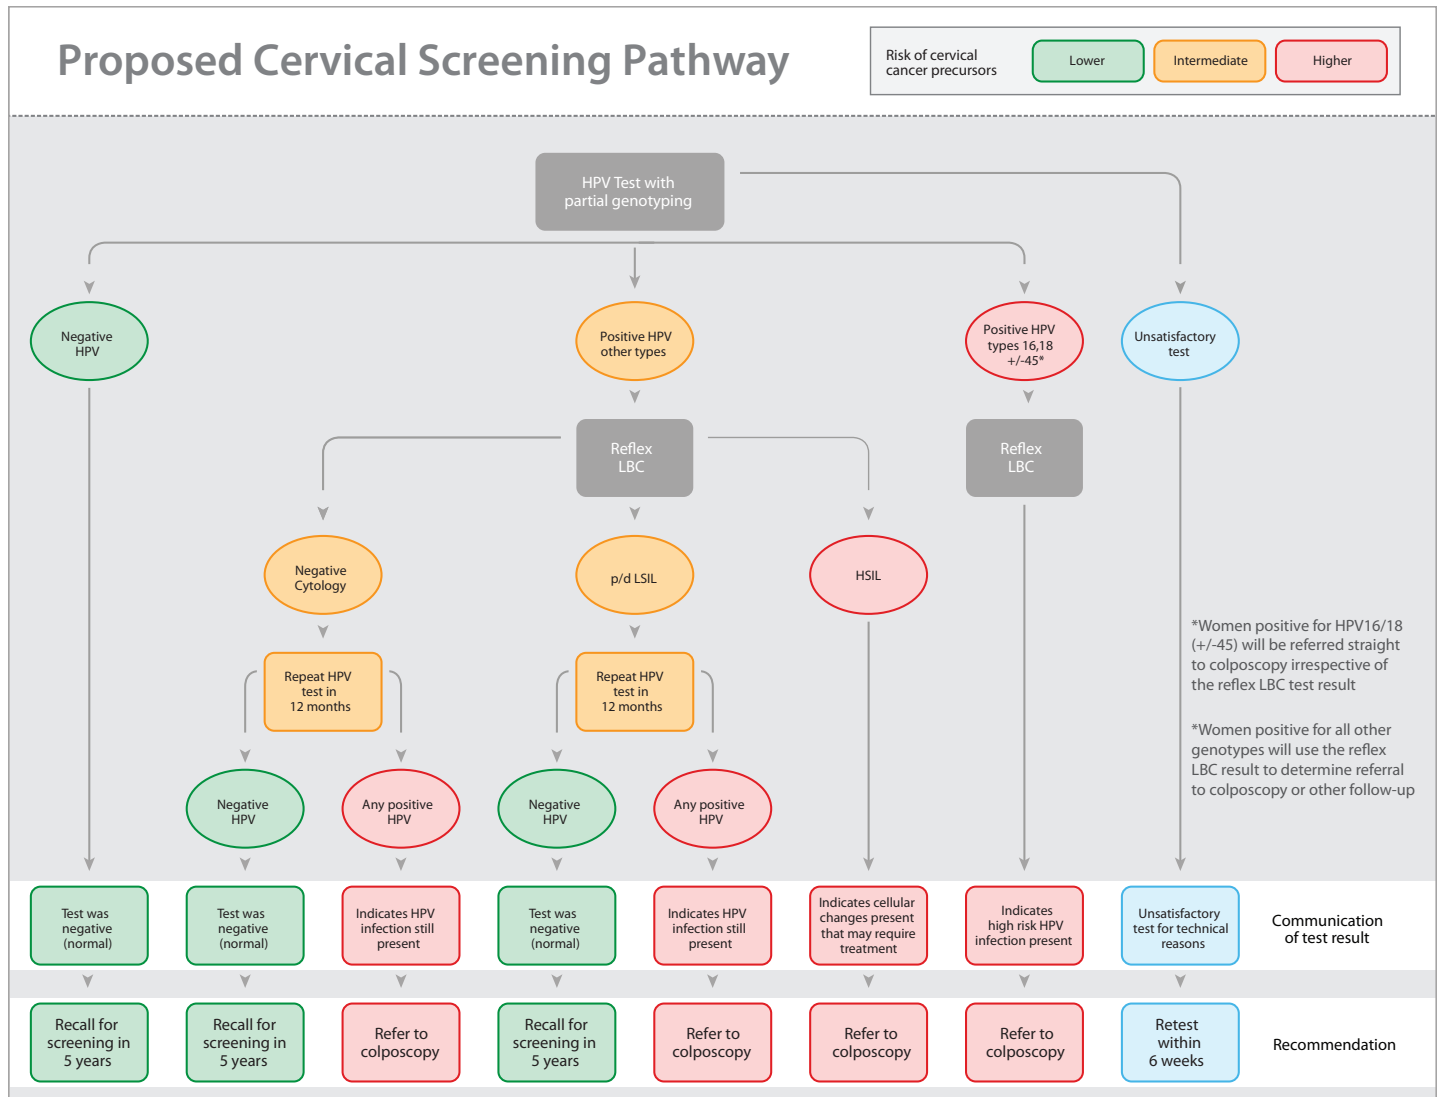 Proposed Cervical Screening Pathway
Risk of cervical
cancer precursors
Lower
Intermediate
Higher
HPV Test with
partial genotyping
Negative
HPV
Positive HPV
other types
Positive HPV
types 16,18
+/-45*
Unsatisfactory
test
Reflex
LBC
Reflex
LBC
Negative
Cytology
p/d LSIL
HSIL
*Women positive for HPV16/18
(+/-45) will be referred straight
to colposcopy irrespective of
the reflex LBC test result
*Women positive for all other
genotypes will use the reflex
LBC result to determine referral
to colposcopy or other follow-up
Repeat HPV
test in
12 months
Repeat HPV
test in
12 months
Negative
HPV
Any positive
HPV
Negative
HPV
Any positive
HPV
Test was
negative
(normal)
Test was
negative
(normal)
Indicates HPV
infection still
present
Test was
negative
(normal)
Indicates HPV
infection still
present
Indicates cellular
changes present
that may require
treatment
Indicates
high risk HPV
infection present
Unsatisfactory
test for technical
reasons
Communication
of test result
Recall for
screening in
5 years
Recall for
screening in
5 years
Refer to
colposcopy
Recall for
screening in
5 years
Refer to
colposcopy
Refer to
colposcopy
Refer to
colposcopy
Retest
within
6 weeks
Recommendation